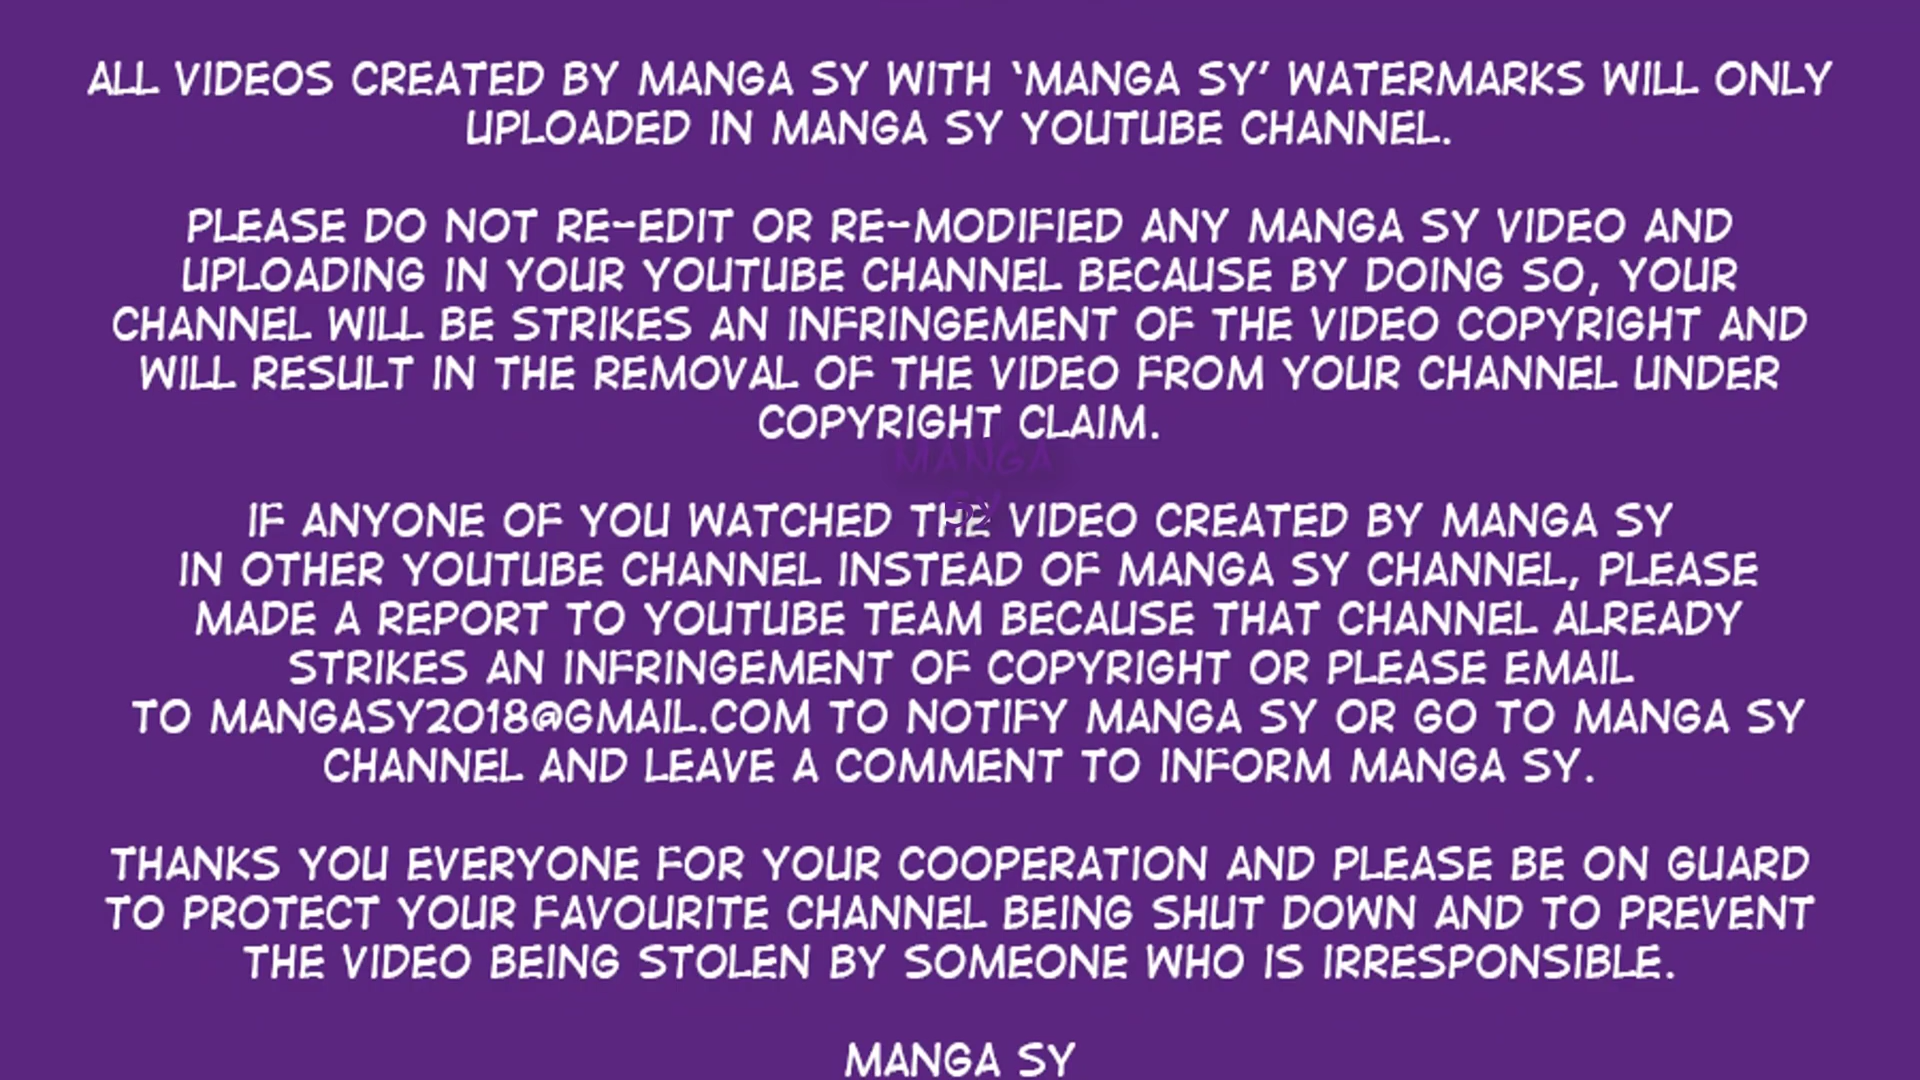 ALL VIDEOS CREATED BY MANGA SY WITH ‘MANGA SY’ WATERMARKS WILL ONLY
UPLOADED IN MANGA SY YOUTUBE CHANNEL.
PLEASE DO NOT RE-EDIT OR RE-MODIFIED ANY MANGA SY VIDEO AND
UPLOADING IN YOUR YOUTUBE CHANNEL BECAUSE BY DOING SO, YOUR
CHANNEL WILL BE STRIKES AN INFRINGEMENT OF THE VIDEO COPYRIGHT AND
WILL RESULT IN THE REMOVAL OF THE VIDEO FROM YOUR CHANNEL UNDER
COPYRIGHT CLAIM.
MANGA
SY
IF ANYONE OF YOU WATCHED THE VIDEO CREATED BY MANGA SY
IN OTHER YOUTUBE CHANNEL INSTEAD OF MANGA SY CHANNEL, PLEASE
MADE A REPORT TO YOUTUBE TEAM BECAUSE THAT CHANNEL ALREADY
STRIKES AN INFRINGEMENT OF COPYRIGHT OR PLEASE EMAIL
TO MANGASY2018@GMAIL.COM TO NOTIFY MANGA SY OR GO TO MANGA SY
CHANNEL AND LEAVE A COMMENT TO INFORM MANGA SY.
THANKS YOU EVERYONE FOR YOUR COOPERATION AND PLEASE BE ON GUARD
TO PROTECT YOUR FAVOURITE CHANNEL BEING SHUT DOWN AND TO PREVENT
THE VIDEO BEING STOLEN BY SOMEONE WHO IS IRRESPONSIBLE.
MANGA SY